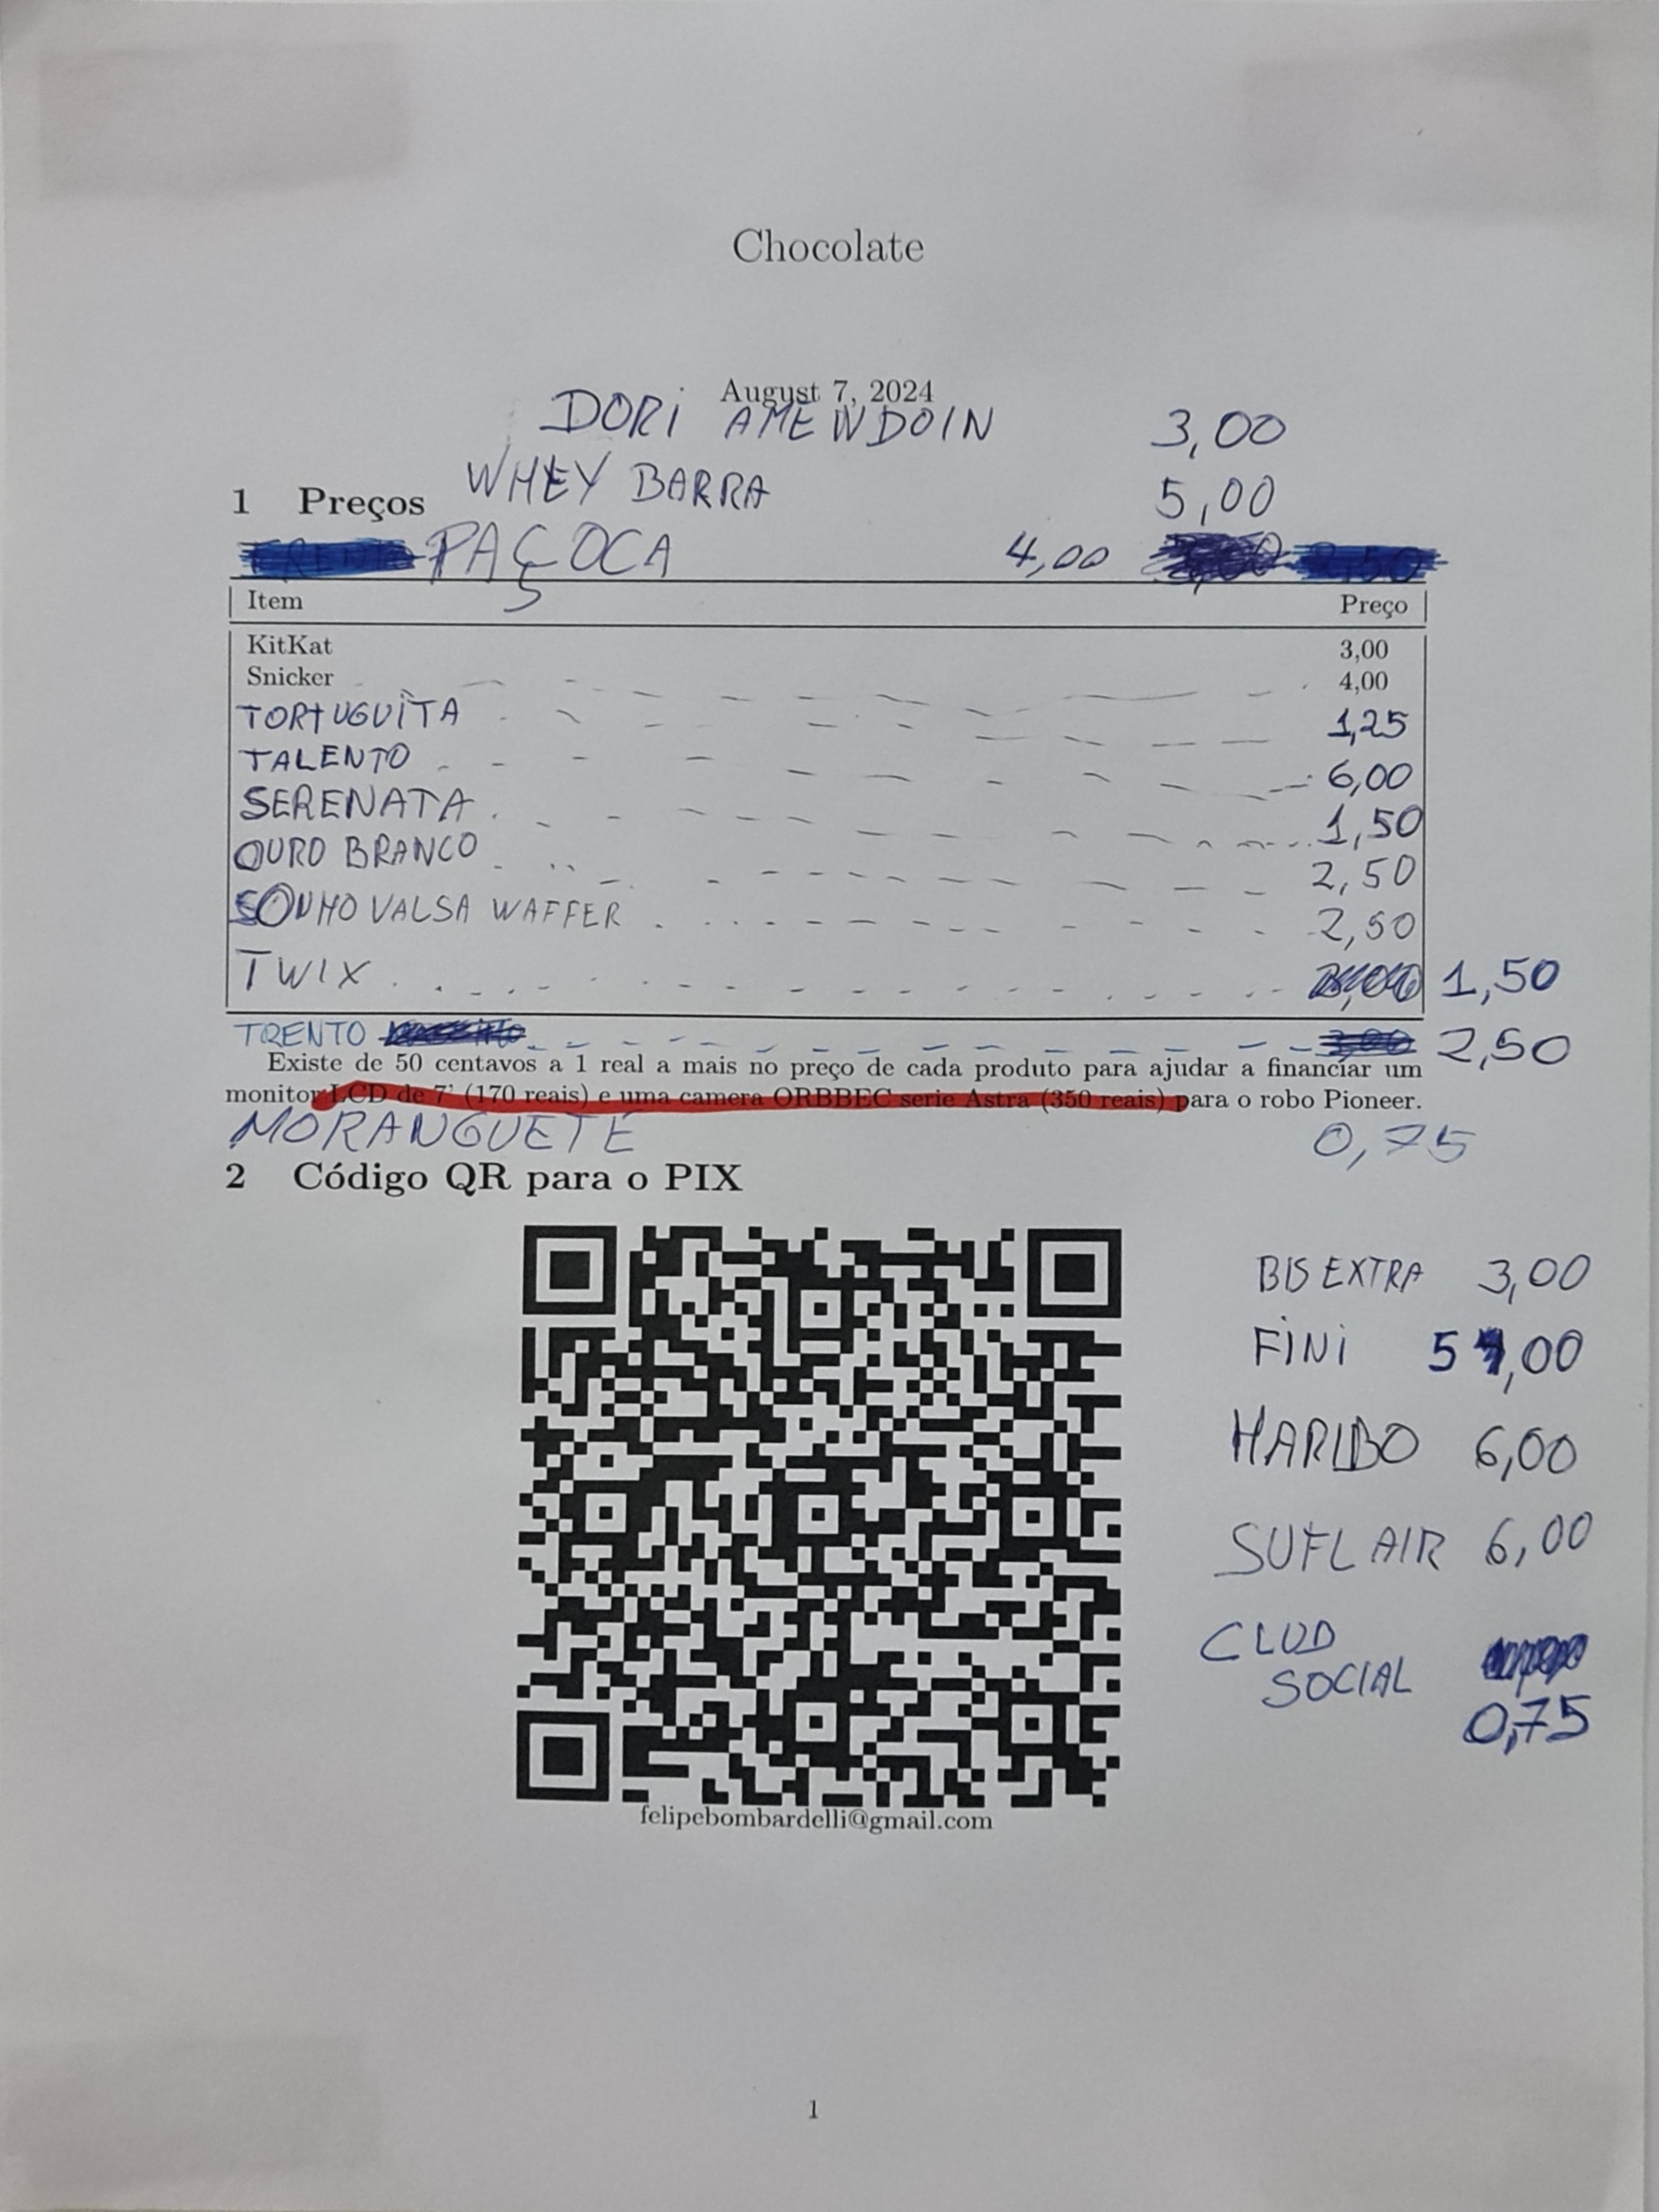 Chocolate
August 7, 2024
DORI AMEWDOIN 3,00
WHEY BARRA 5,00
1 Preços
PAÇOCA 4,00
Item Preço
KitKat 3,00
Snicker 4,00
TORTUGUITA 1,25
TALENTO 6,00
SERENATA 1,50
OURO BRANCO 2,50
SONHO VALSA WAFFER 2,50
TWIX 1,50
TRENTO 2,50
Existe de 50 centavos a 1 real a mais no preço de cada produto para ajudar a financiar um
monitor LCD de 7' (170 reais) e uma camera ORBBEC serie Astra (350 reais) para o robo Pioneer.
MORANGUETE 0,75
2 Código QR para o PIX
BIS EXTRA 3,00
FINI 5,00
HARIBO 6,00
SUFLAIR 6,00
CLUD
SOCIAL
0,75
felipebombardelli@gmail.com
1